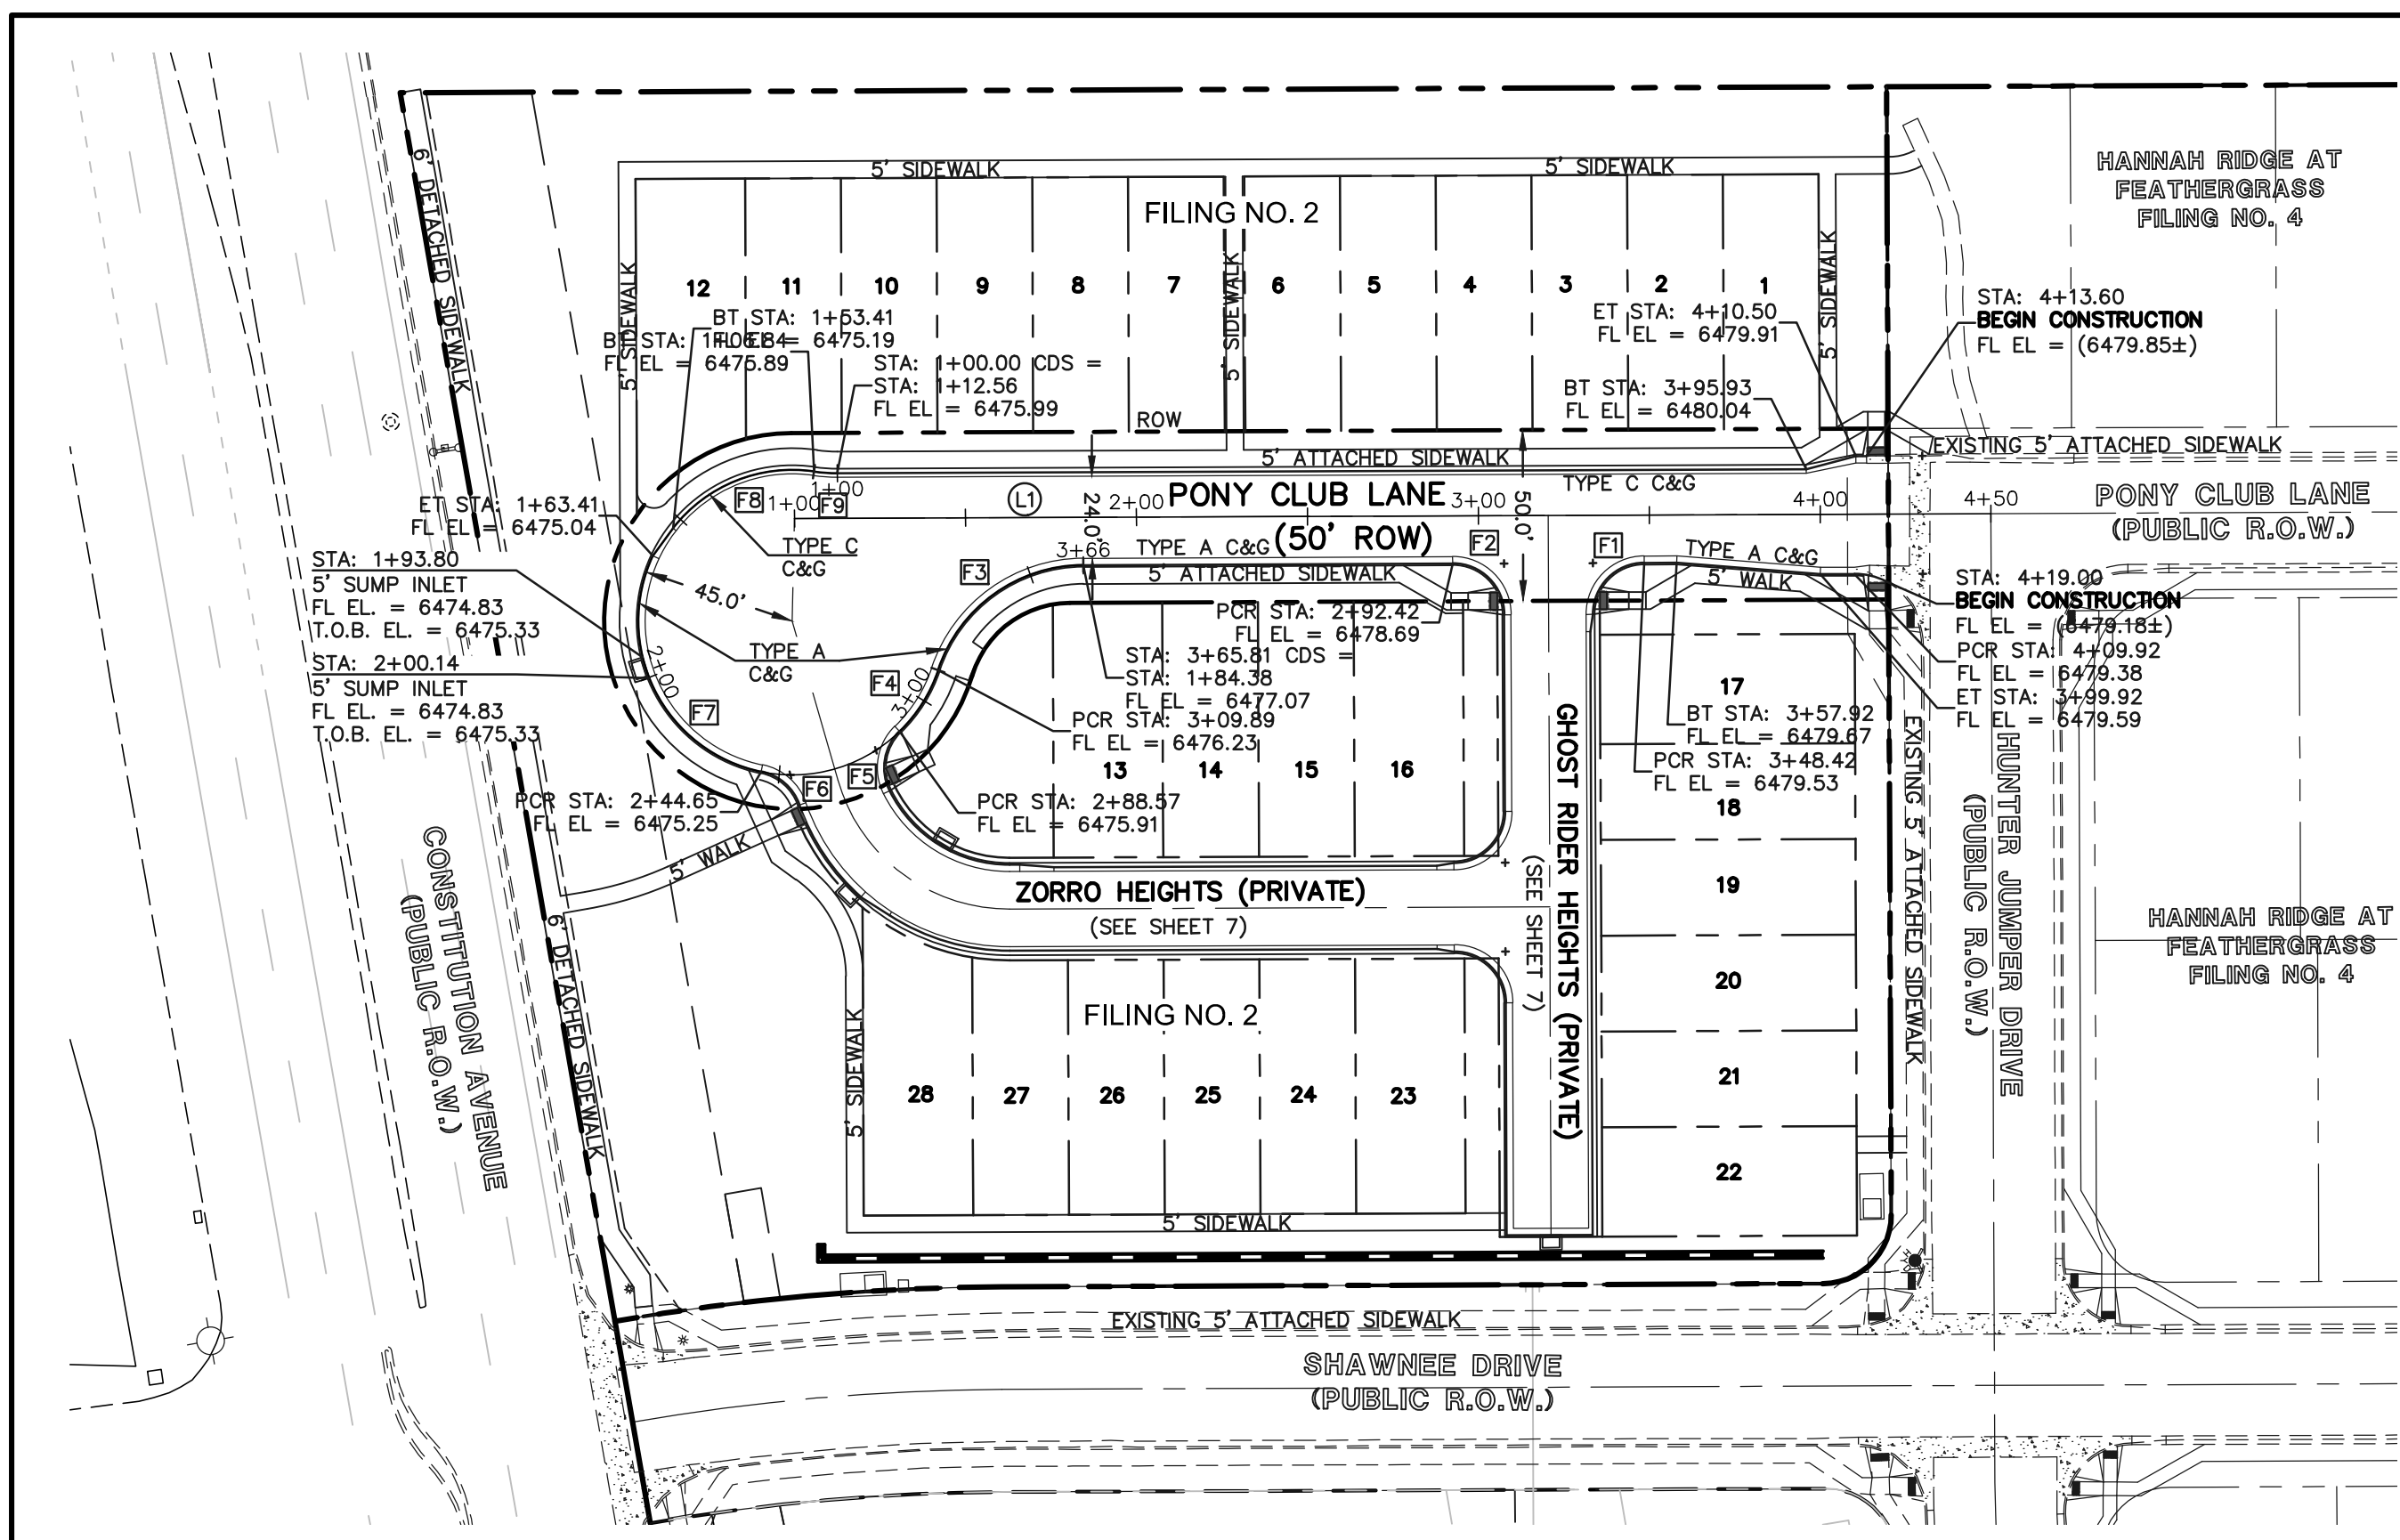 HANNAH RIDGE AT
FEATHERGRASS
FILING NO. 4
6' DETACHED SIDEWALK
5' SIDEWALK
5' SIDEWALK
FILING NO. 2
5' SIDEWALK
5' SIDEWALK
5' SIDEWALK
12
11
10
9
8
7
6
5
4
3
2
1
BT STA: 1+53.41
FL EL = 6475.19
BT STA: 1+06.84
FL EL = 6475.89
STA: 1+00.00 CDS =
STA: 1+12.56
FL EL = 6475.99
ET STA: 4+10.50
FL EL = 6479.91
STA: 4+13.60
BEGIN CONSTRUCTION
FL EL = (6479.85±)
BT STA: 3+95.93
FL EL = 6480.04
ROW
5' ATTACHED SIDEWALK
EXISTING 5' ATTACHED SIDEWALK
TYPE C C&G
F8
1+00
1+00
F9
L1
24.0'
2+00
PONY CLUB LANE
(50' ROW)
3+00
50.0'
4+00
4+50
PONY CLUB LANE
(PUBLIC R.O.W.)
ET STA: 1+63.41
FL EL = 6475.04
TYPE C
C&G
3+66
TYPE A C&G
F2
F1
TYPE A C&G
F3
5' ATTACHED SIDEWALK
5' WALK
STA: 1+93.80
5' SUMP INLET
FL EL. = 6474.83
T.O.B. EL. = 6475.33
45.0'
STA: 4+19.00
BEGIN CONSTRUCTION
FL EL = (6479.18±)
PCR STA: 4+09.92
FL EL = 6479.38
ET STA: 3+99.92
FL EL = 6479.59
PCR STA: 2+92.42
FL EL = 6478.69
STA: 3+65.81 CDS =
STA: 1+84.38
FL EL = 6477.07
TYPE A
C&G
2+00
STA: 2+00.14
5' SUMP INLET
FL EL. = 6474.83
T.O.B. EL. = 6475.33
F4
3+00
F7
PCR STA: 3+09.89
FL EL = 6476.23
17
BT STA: 3+57.92
FL EL = 6479.67
PCR STA: 3+48.42
FL EL = 6479.53
13
14
15
16
F5
F6
PCR STA: 2+44.65
FL EL = 6475.25
PCR STA: 2+88.57
FL EL = 6475.91
18
5' WALK
ZORRO HEIGHTS (PRIVATE)
(SEE SHEET 7)
GHOST RIDER HEIGHTS (PRIVATE)
(SEE SHEET 7)
19
20
21
22
EXISTING 5' ATTACHED SIDEWALK
HUNTER JUMPER DRIVE
(PUBLIC R.O.W.)
HANNAH RIDGE AT
FEATHERGRASS
FILING NO. 4
CONSTITUTION AVENUE
(PUBLIC R.O.W.)
6' DETACHED SIDEWALK
FILING NO. 2
5' SIDEWALK
28
27
26
25
24
23
5' SIDEWALK
EXISTING 5' ATTACHED SIDEWALK
SHAWNEE DRIVE
(PUBLIC R.O.W.)